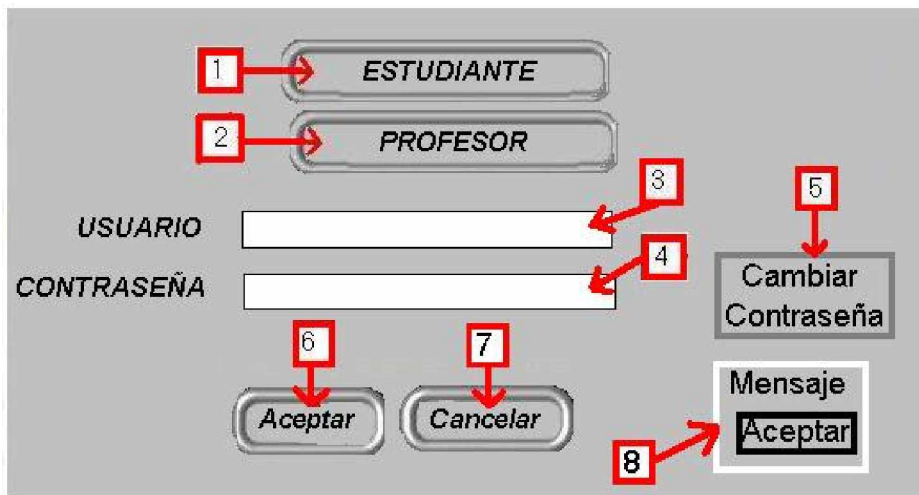 1
ESTUDIANTE
2
PROFESOR
3
5
USUARIO
4
CONTRASEÑA
Cambiar
Contraseña
6
7
Mensaje
Aceptar
Cancelar
Aceptar
8